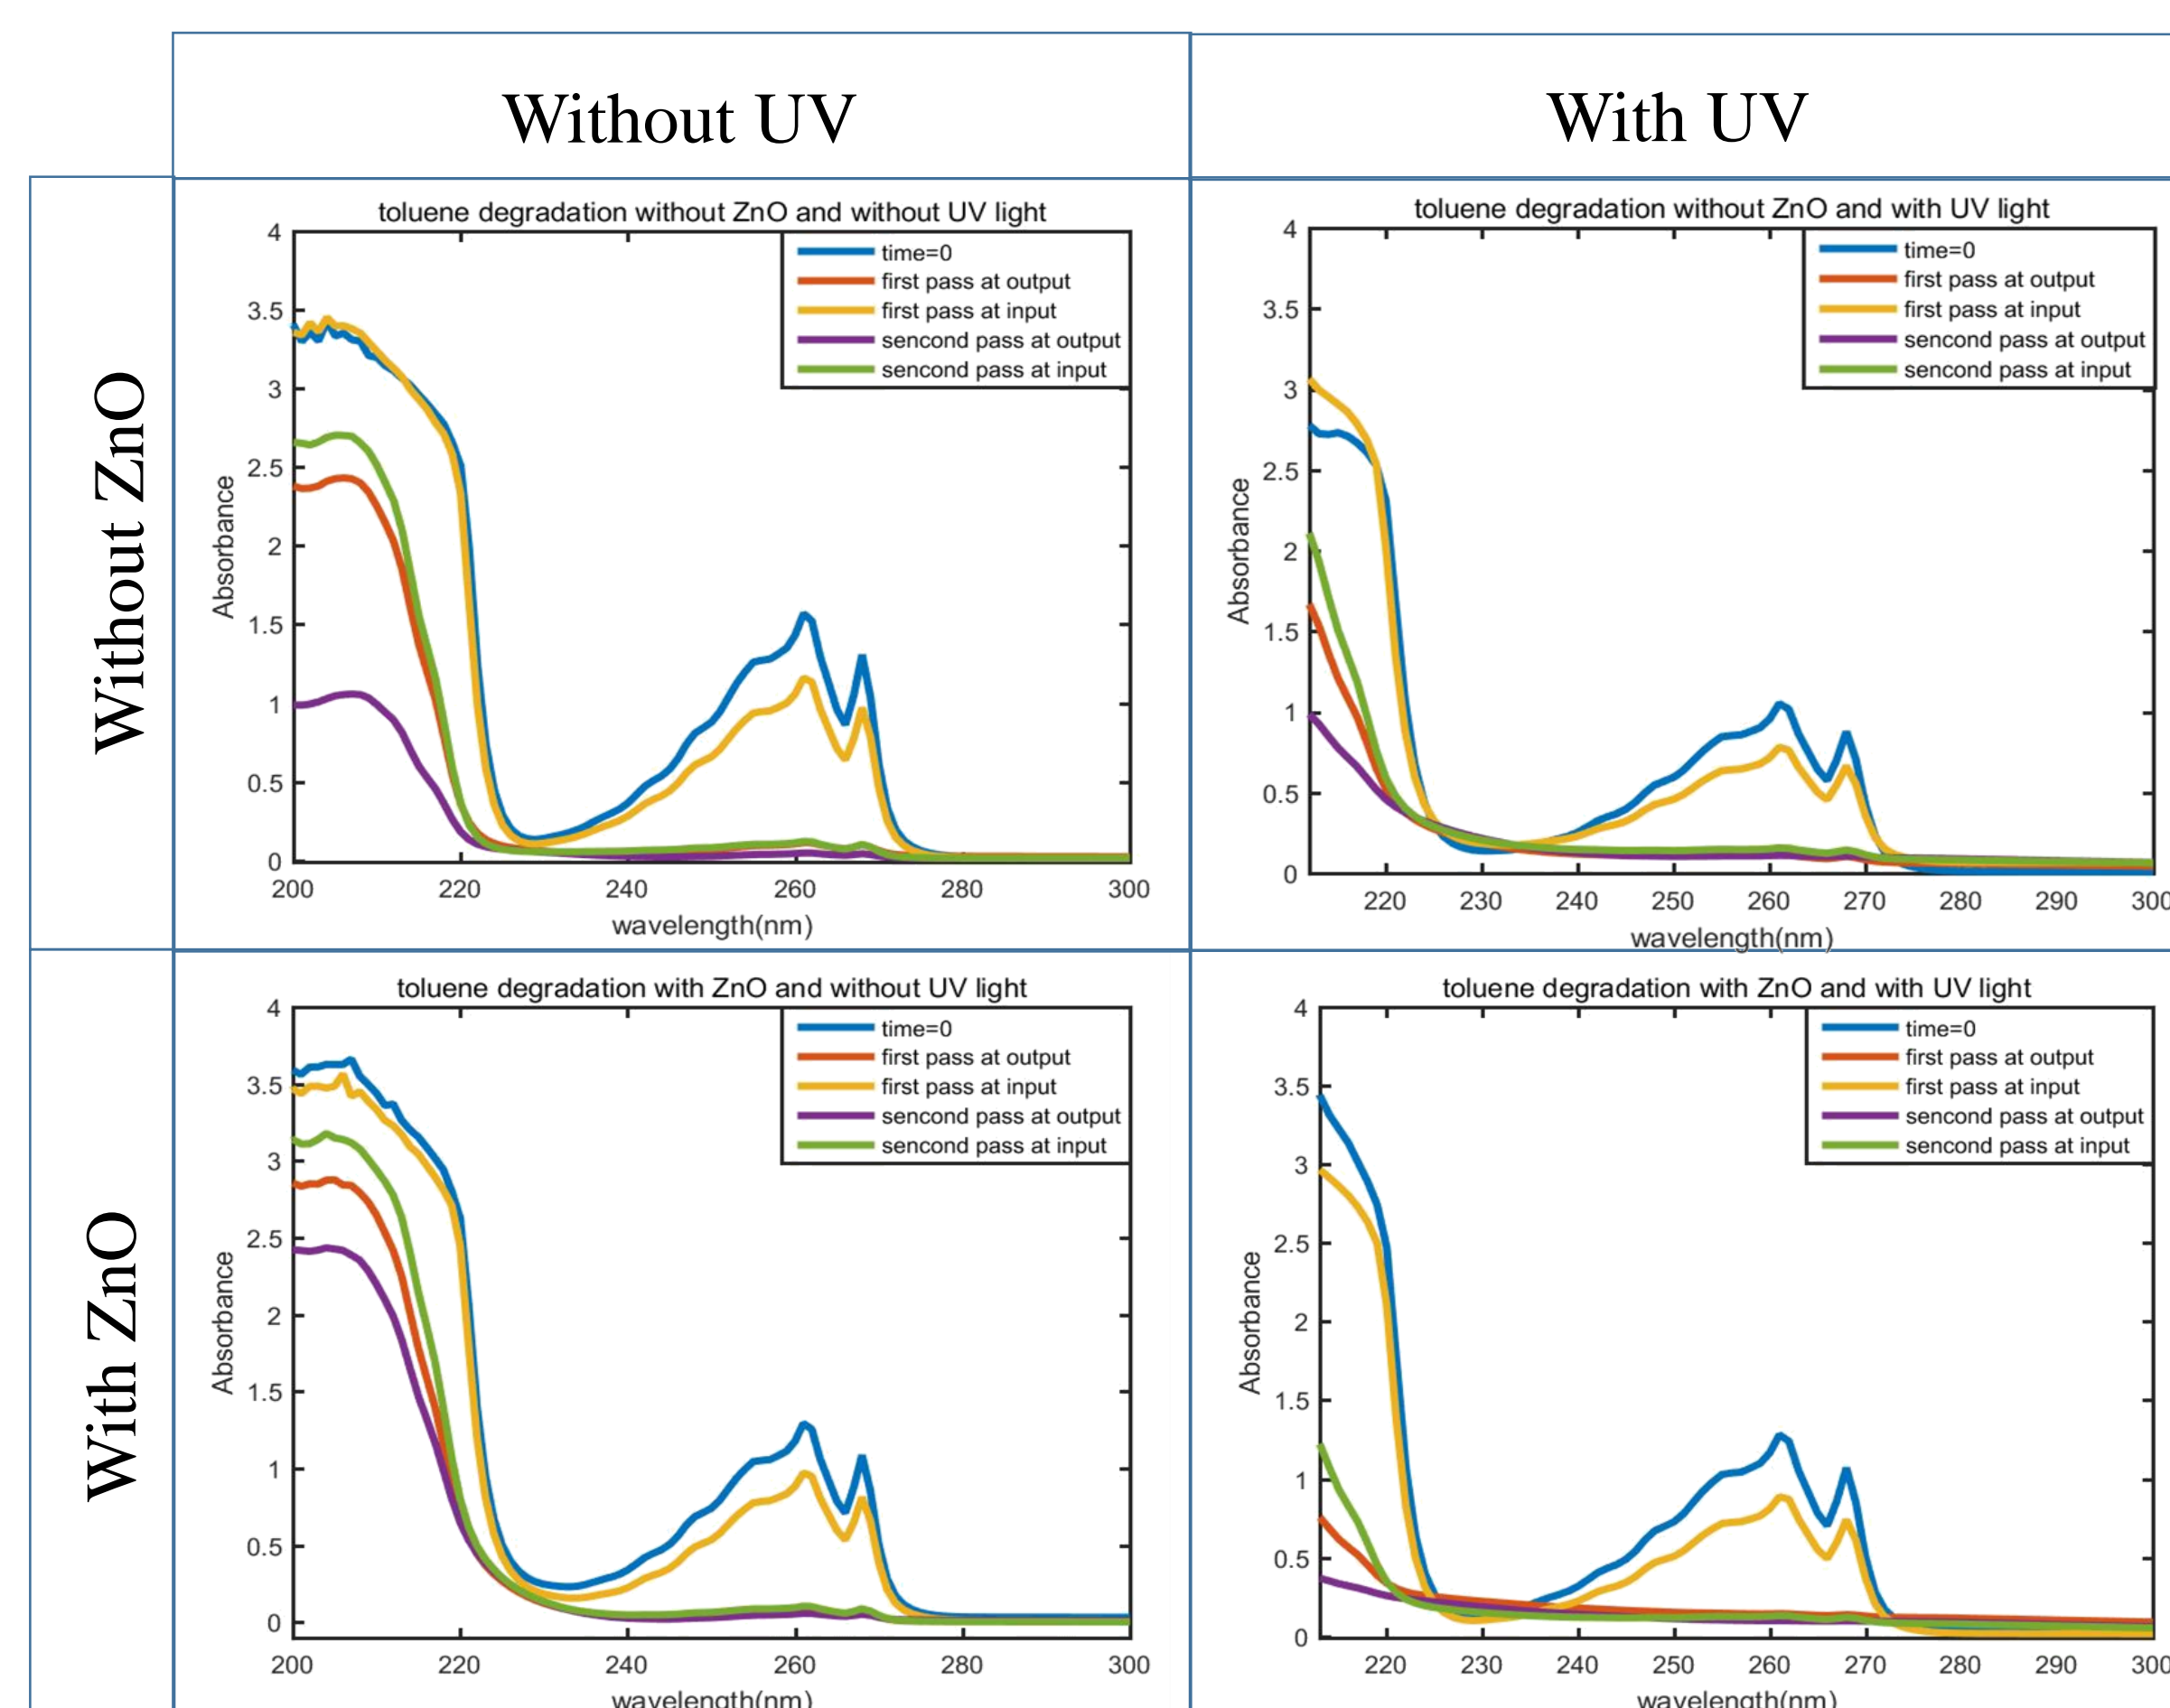 Without UV
With UV
Without ZnO
toluene degradation without ZnO and without UV light
4
3.5
3
2.5
2
1.5
1
0.5
0
Absorbance
time=0
first pass at output
first pass at input
sencond pass at output
sencond pass at input
200
220
240
260
280
300
wavelength(nm)
toluene degradation without ZnO and with UV light
4
3.5
3
2.5
2
1.5
1
0.5
0
Absorbance
time=0
first pass at output
first pass at input
sencond pass at output
sencond pass at input
220
230
240
250
260
270
280
290
300
wavelength(nm)
With ZnO
toluene degradation with ZnO and without UV light
4
3.5
3
2.5
2
1.5
1
0.5
0
Absorbance
time=0
first pass at output
first pass at input
sencond pass at output
sencond pass at input
200
220
240
260
280
300
wavelength(nm)
toluene degradation with ZnO and with UV light
4
3.5
3
2.5
2
1.5
1
0.5
0
Absorbance
time=0
first pass at output
first pass at input
sencond pass at output
sencond pass at input
220
230
240
250
260
270
280
290
300
wavelength(nm)